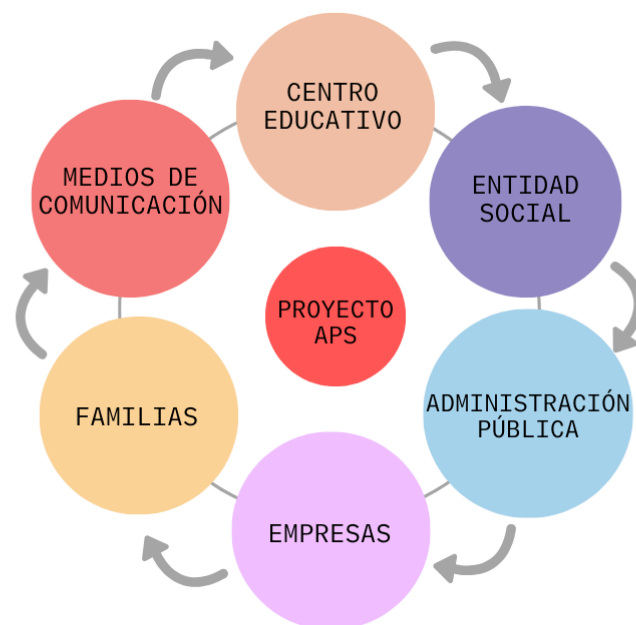 CENTRO
EDUCATIVO
ENTIDAD
SOCIAL
ADMINISTRACIÓN
PÚBLICA
EMPRESAS
FAMILIAS
MEDIOS DE
COMUNICACIÓN
PROYECTO
APS